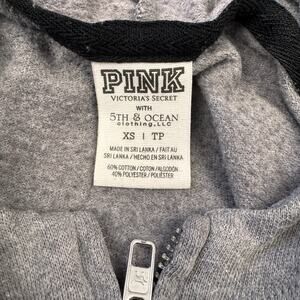 PINK
VICTORIA'S SECRET
WITH
5TH & OCEAN
clothing, LLC
XS | TP
MADE IN SRI LANKA / FAIT AU
SRI LANKA / HECHO EN SRI LANKA
60% COTTON / COTON / ALGODÓN
40% POLYESTER / POLIÉSTER